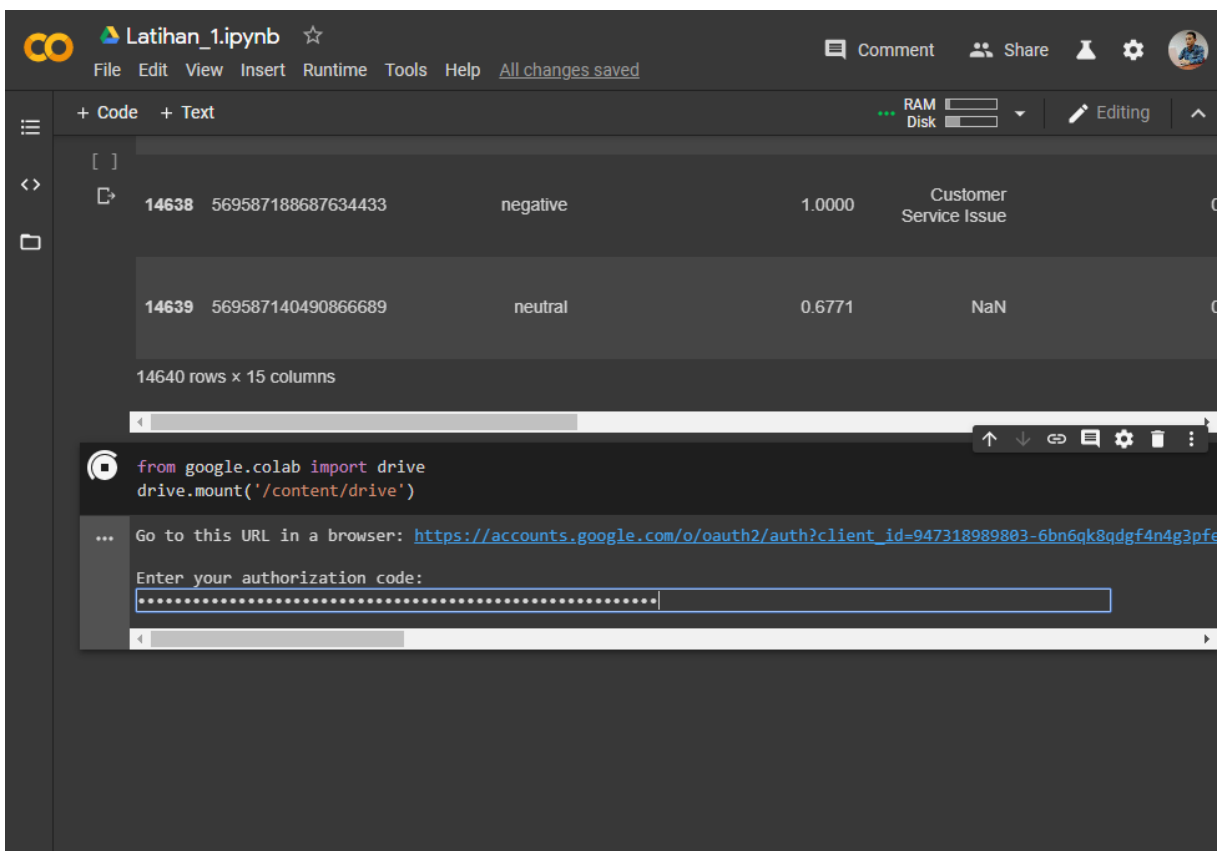 Latihan_1.ipynb
Comment Share
File Edit View Insert Runtime Tools Help All changes saved
+ Code + Text
RAM
Disk
Editing
[ ]
14638 569587188687634433 negative 1.0000 Customer Service Issue 0
14639 569587140490866689 neutral 0.6771 NaN 0
14640 rows × 15 columns
from google.colab import drive
drive.mount('/content/drive')
Go to this URL in a browser: https://accounts.google.com/o/oauth2/auth?client_id=947318989803-6bn6qk8qdgf4n4g3pfe
Enter your authorization code: